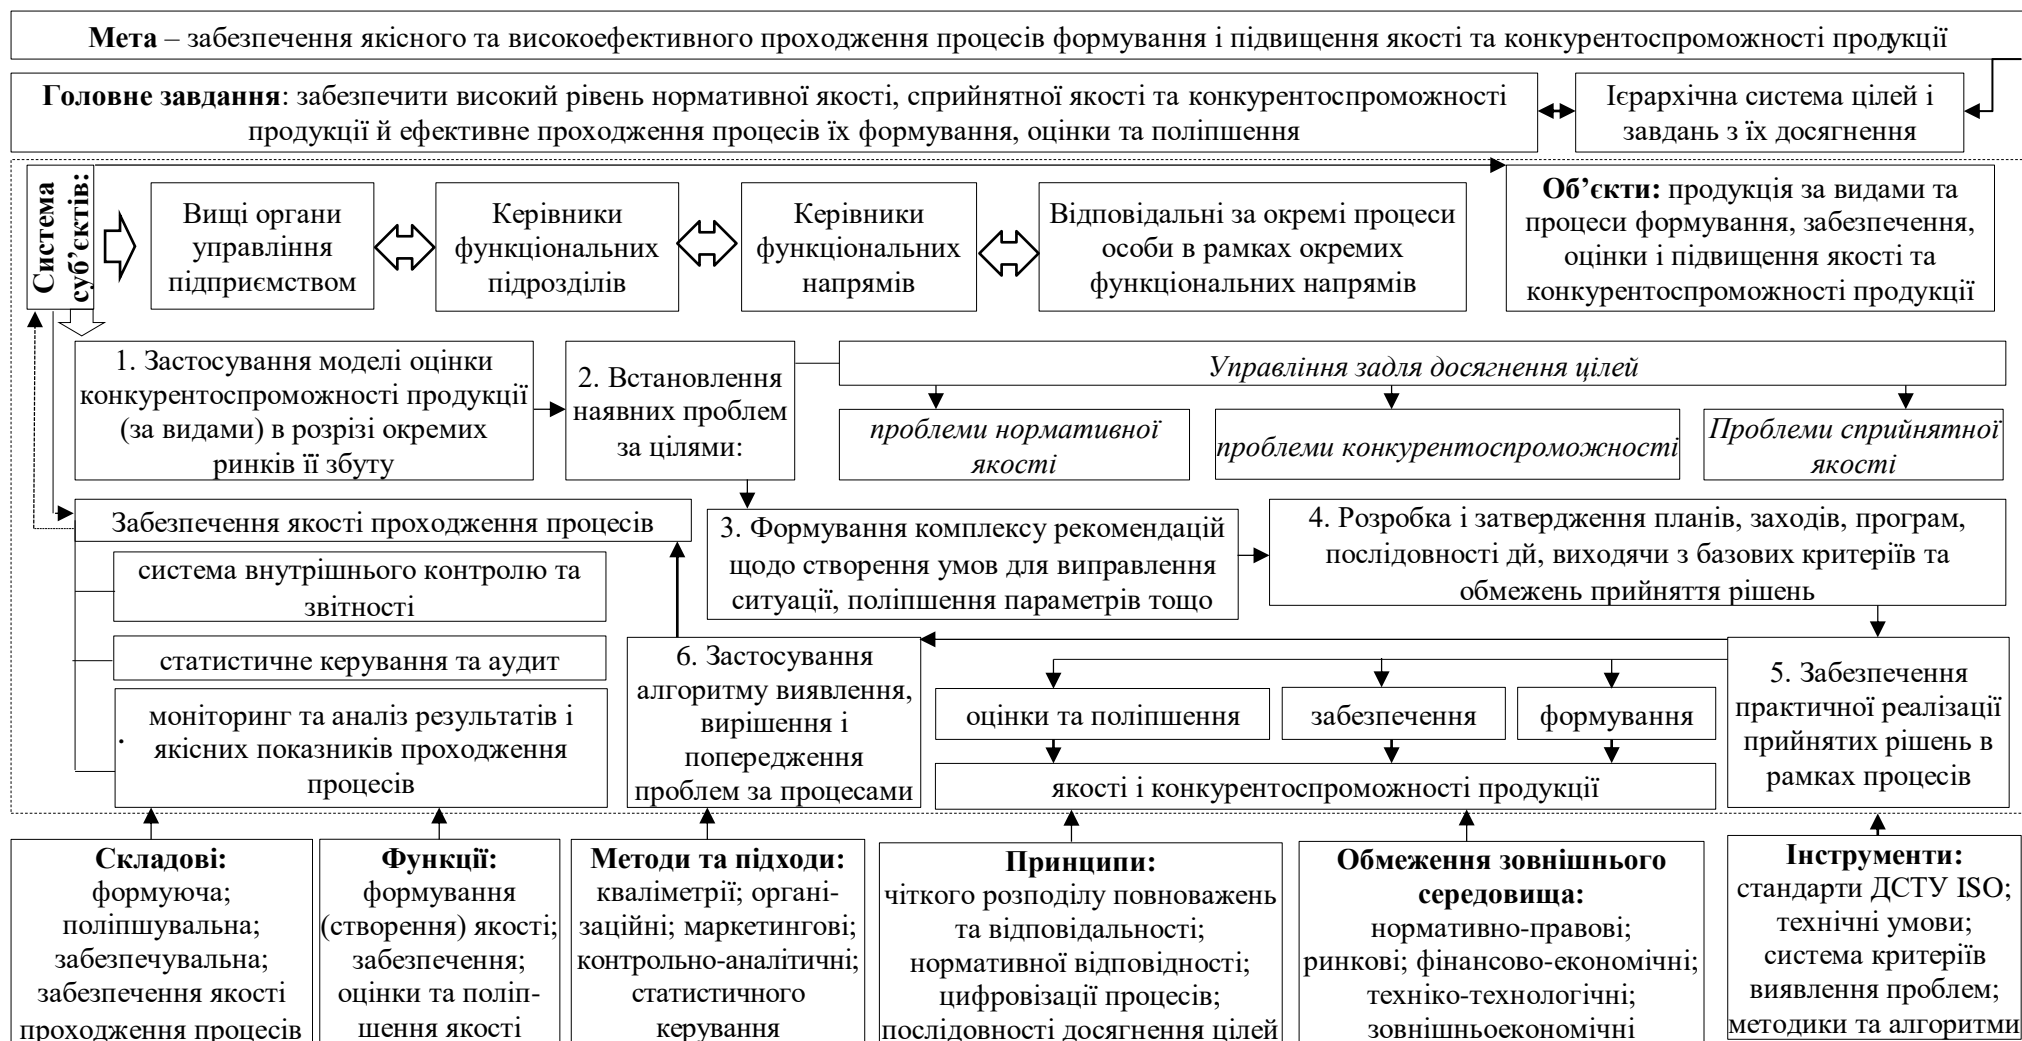 Мета – забезпечення якісного та високоефективного проходження процесів формування і підвищення якості та конкурентоспроможності продукції
Головне завдання: забезпечити високий рівень нормативної якості, сприйнятної якості та конкурентоспроможності
продукції й ефективне проходження процесів їх формування, оцінки та поліпшення
Ієрархічна система цілей і
завдань з їх досягнення
Система
суб’єктів:
Вищі органи
управління
підприємством
Керівники
функціональних
підрозділів
Керівники
функціональних
напрямів
Відповідальні за окремі процеси
особи в рамках окремих
функціональних напрямів
Об’єкти: продукція за видами та
процеси формування, забезпечення,
оцінки і підвищення якості та
конкурентоспроможності продукції
1. Застосування моделі оцінки
конкурентоспроможності продукції
(за видами) в розрізі окремих
ринків її збуту
2. Встановлення
наявних проблем
за цілями:
Управління задля досягнення цілей
проблеми нормативної
якості
проблеми конкурентоспроможності
Проблеми сприйнятної
якості
Забезпечення якості проходження процесів
система внутрішнього контролю та
звітності
статистичне керування та аудит
моніторинг та аналіз результатів і
якісних показників проходження
процесів
3. Формування комплексу рекомендацій
щодо створення умов для виправлення
ситуації, поліпшення параметрів тощо
4. Розробка і затвердження планів, заходів, програм,
послідовності дй, виходячи з базових критеріїв та
обмежень прийняття рішень
6. Застосування
алгоритму виявлення,
вирішення і
попередження
проблем за процесами
оцінки та поліпшення
забезпечення
формування
якості і конкурентоспроможності продукції
5. Забезпечення
практичної реалізації
прийнятих рішень в
рамках процесів
Складові:
формуюча;
поліпшувальна;
забезпечувальна;
забезпечення якості
проходження процесів
Функції:
формування
(створення) якості;
забезпечення;
оцінки та поліп-
шення якості
Методи та підходи:
кваліметрії; органі-
заційні; маркетингові;
контрольно-аналітичні;
статистичного
керування
Принципи:
чіткого розподілу повноважень
та відповідальності;
нормативної відповідності;
цифровізації процесів;
послідовності досягнення цілей
Обмеження зовнішнього
середовища:
нормативно-правові;
ринкові; фінансово-економічні;
техніко-технологічні;
зовнішньоекономічні
Інструменти:
стандарти ДСТУ ISO;
технічні умови;
система критеріїв
виявлення проблем;
методики та алгоритми